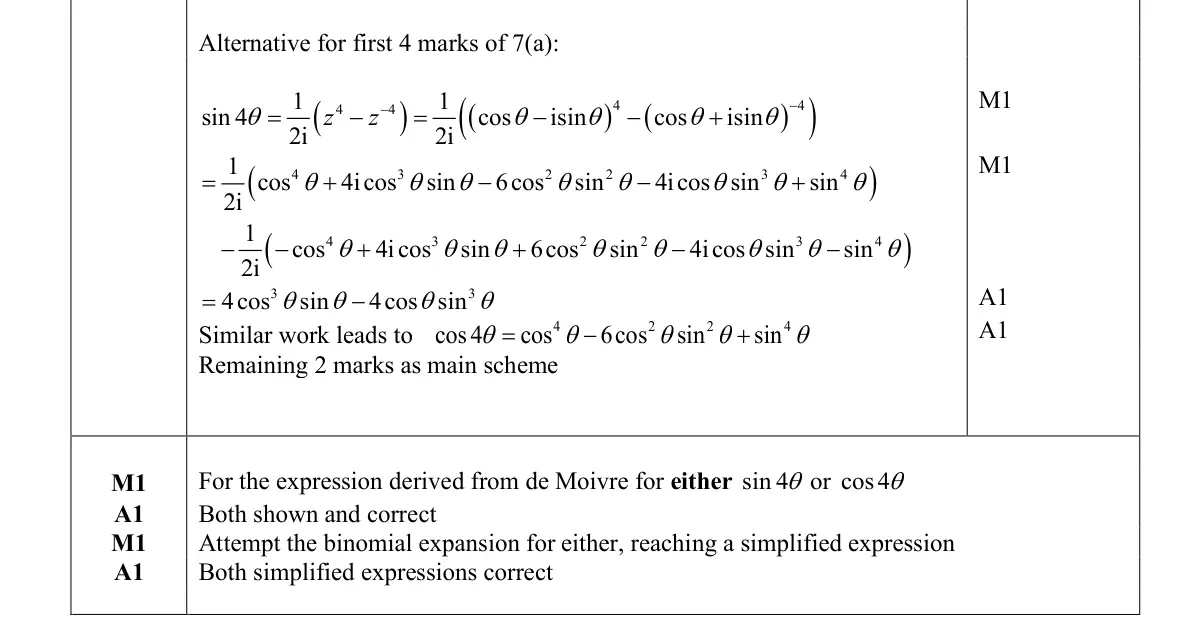 Alternative for first 4 marks of 7(a):
sin 4θ = 1/2i (z⁴ − z⁻⁴) = 1/2i ((cos θ − isin θ)⁴ − (cos θ + isin θ)⁻⁴) M1
= 1/2i (cos⁴ θ + 4i cos³ θ sin θ − 6 cos² θ sin² θ − 4i cos θ sin³ θ + sin⁴ θ) M1
− 1/2i (− cos⁴ θ + 4i cos³ θ sin θ + 6 cos² θ sin² θ − 4i cos θ sin³ θ − sin⁴ θ)
= 4 cos³ θ sin θ − 4 cos θ sin³ θ A1
Similar work leads to cos 4θ = cos⁴ θ − 6 cos² θ sin² θ + sin⁴ θ A1
Remaining 2 marks as main scheme
M1 For the expression derived from de Moivre for either sin 4θ or cos 4θ
A1 Both shown and correct
M1 Attempt the binomial expansion for either, reaching a simplified expression
A1 Both simplified expressions correct